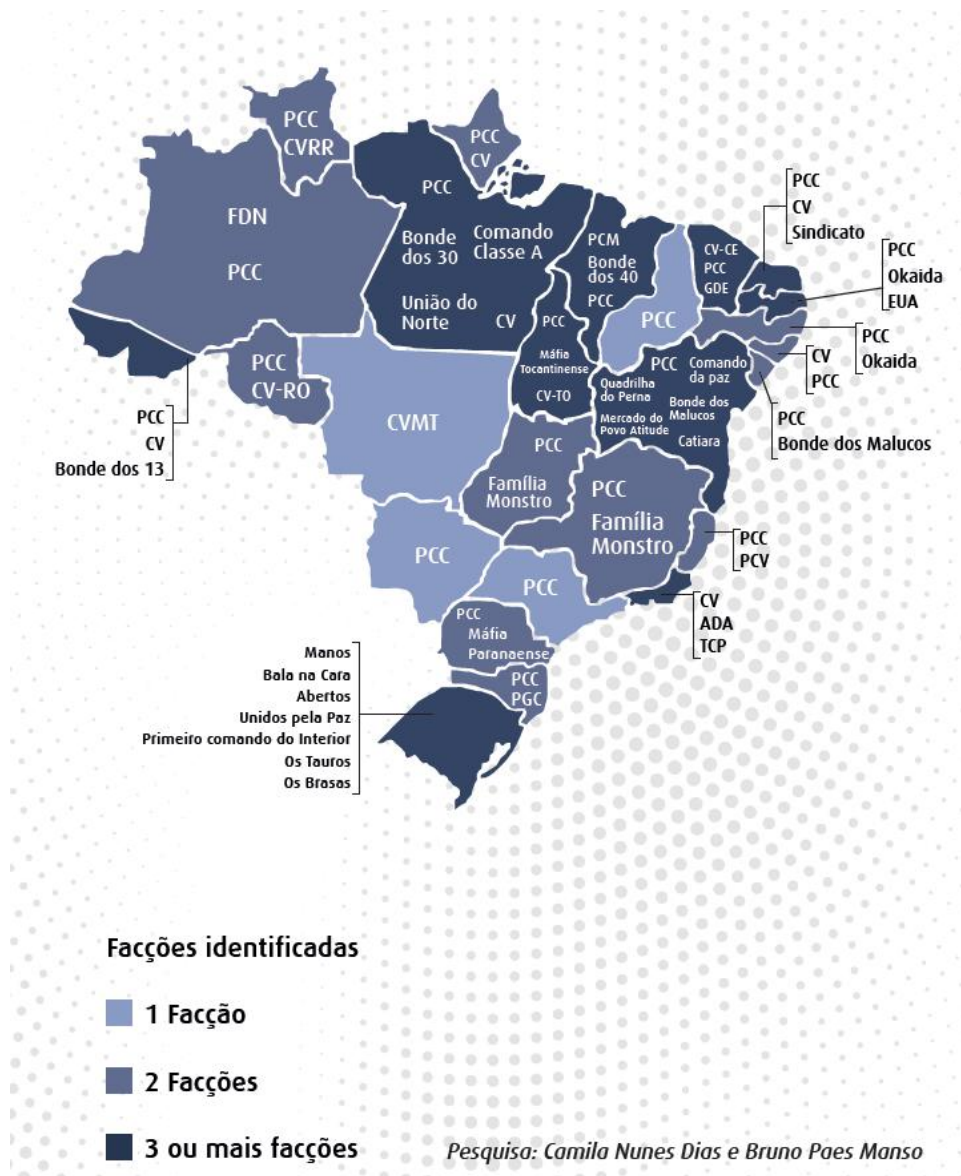 PCC
CVRR
PCC
CV
FDN
PCC
PCC
Bonde
dos 30
Comando
Classe A
União do
Norte
CV
PCM
Bonde
dos 40
PCC
CV-CE
PCC
GDE
PCC
CV
Sindicato
PCC
Okaida
EUA
PCC
Okaida
CV
PCC
PCC
Bonde dos Malucos
PCC
PCC
Máfia
Tocantinense
CV-TO
PCC
Comando
da paz
Quadrilha
do Perna
Bonde dos
Malucos
Mercado do
Povo Atitude
Catiara
PCC
CV-RO
PCC
CV
Bonde dos 13
CVMT
PCC
Família
Monstro
PCC
Família
Monstro
PCC
PCV
PCC
PCC
CV
ADA
TCP
PCC
Máfia
Paranaense
PCC
PGC
Manos
Bala na Cara
Abertos
Unidos pela Paz
Primeiro comando do Interior
Os Tauros
Os Brasas
Facções identificadas
1 Facção
2 Facções
3 ou mais facções
Pesquisa: Camila Nunes Dias e Bruno Paes Manso